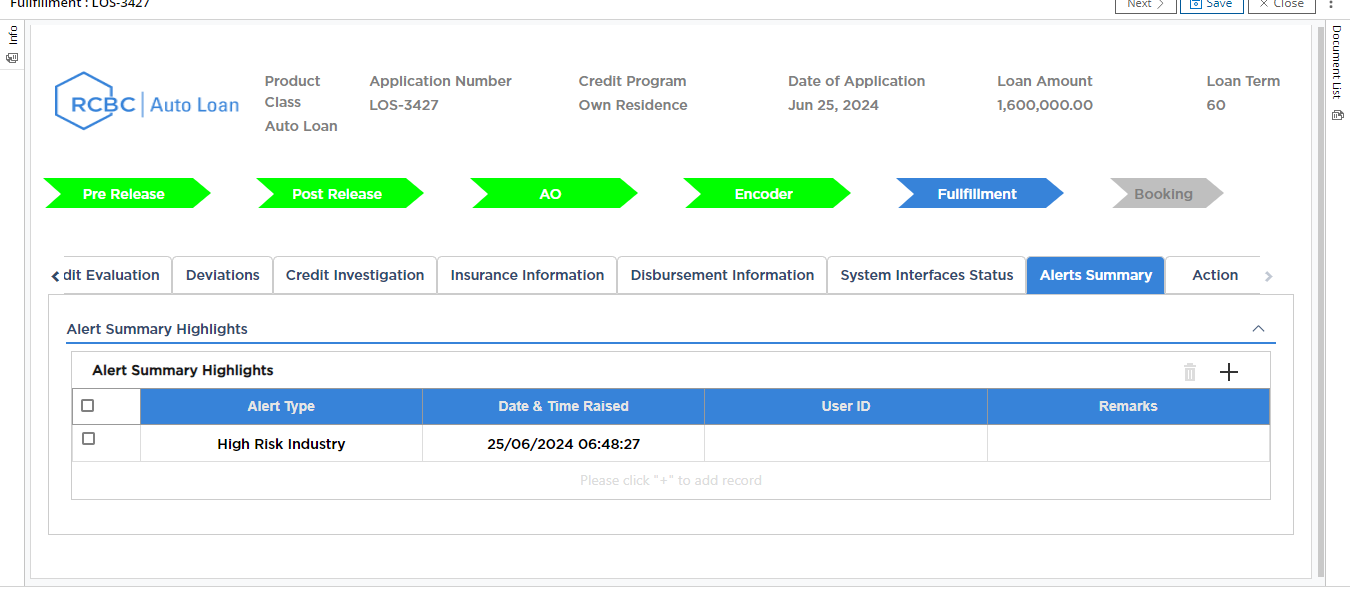 Fullfillment : LOS-3427
Next
Save
Close
Info
Document List
RCBC Auto Loan
Product Class
Auto Loan
Application Number
LOS-3427
Credit Program
Own Residence
Date of Application
Jun 25, 2024
Loan Amount
1,600,000.00
Loan Term
60
Pre Release
Post Release
AO
Encoder
Fullfillment
Booking
dit Evaluation
Deviations
Credit Investigation
Insurance Information
Disbursement Information
System Interfaces Status
Alerts Summary
Action
Alert Summary Highlights
Alert Summary Highlights
Alert Type Date & Time Raised User ID Remarks
High Risk Industry 25/06/2024 06:48:27
Please click "+" to add record